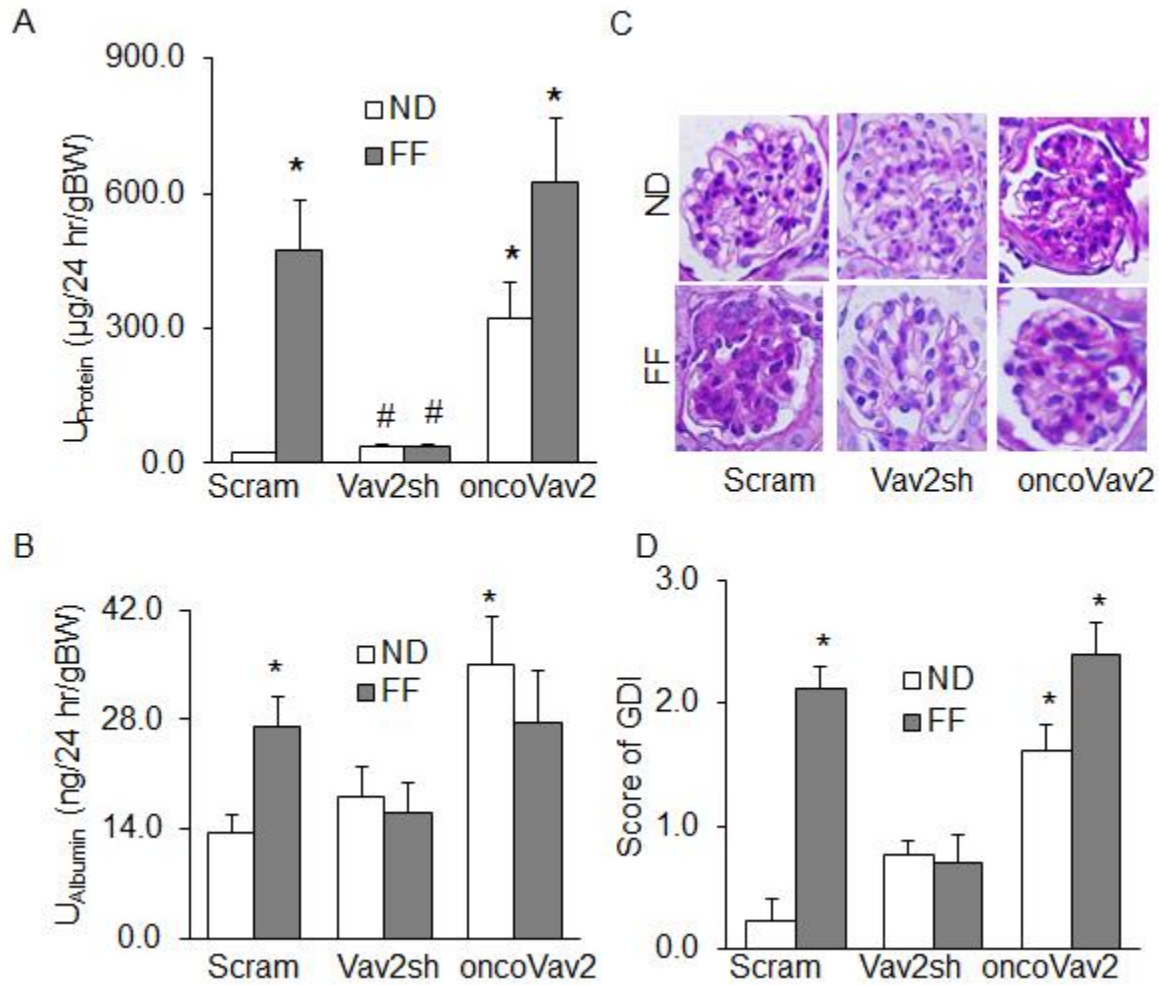 A
900.0
600.0
300.0
0.0
U Protein (µg/24 hr/gBW)
ND
FF
*
*
*
# #
Scram Vav2sh oncoVav2
C
ND
FF
Scram Vav2sh oncoVav2
B
42.0
28.0
14.0
0.0
U Albumin (ng/24 hr/gBW)
ND
FF
*
*
Scram Vav2sh oncoVav2
D
3.0
2.0
1.0
0.0
Score of GDI
ND
FF
*
*
*
Scram Vav2sh oncoVav2